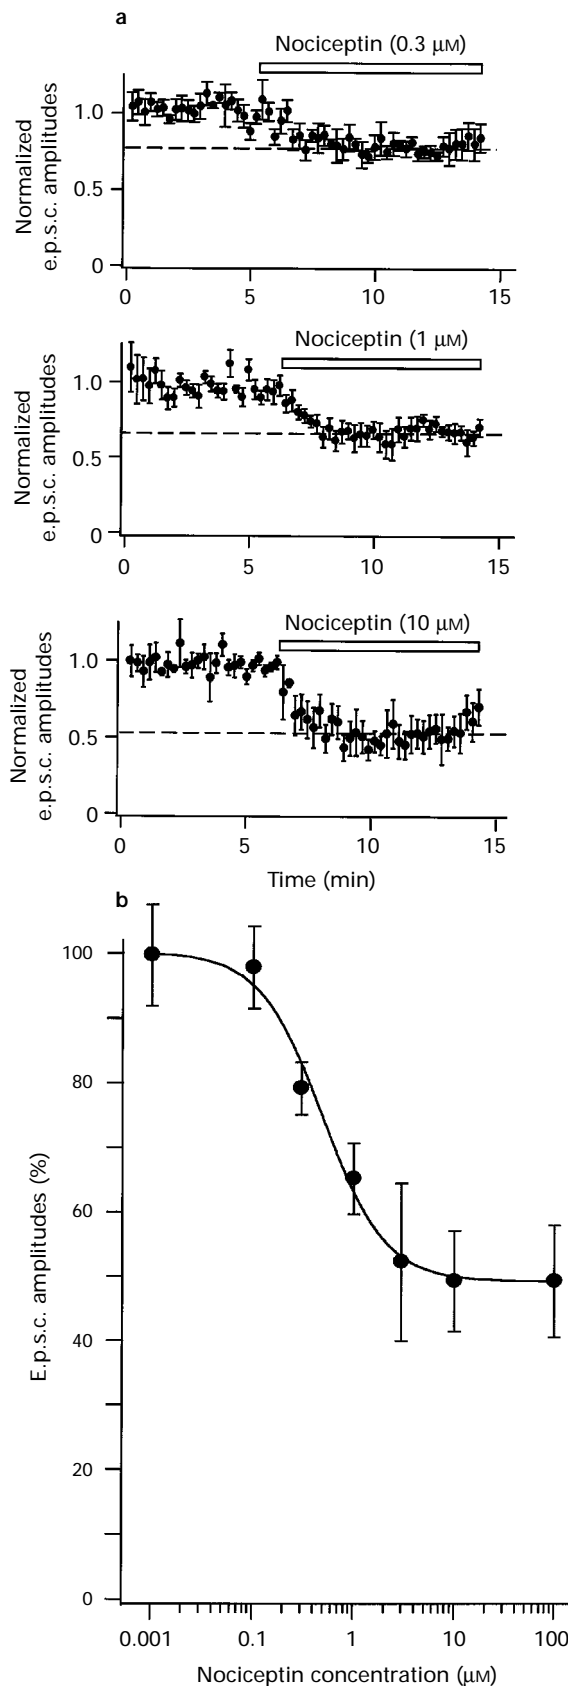 a
Nociceptin (0.3 μM)
Normalized
e.p.s.c. amplitudes
1.0
0.5
0
0 5 10 15
Nociceptin (1 μM)
Normalized
e.p.s.c. amplitudes
1.0
0.5
0
0 5 10 15
Nociceptin (10 μM)
Normalized
e.p.s.c. amplitudes
1.0
0.5
0
0 5 10 15
Time (min)
b
E.p.s.c. amplitudes (%)
100
80
60
40
20
0
0.001 0.1 1 10 100
Nociceptin concentration (μM)